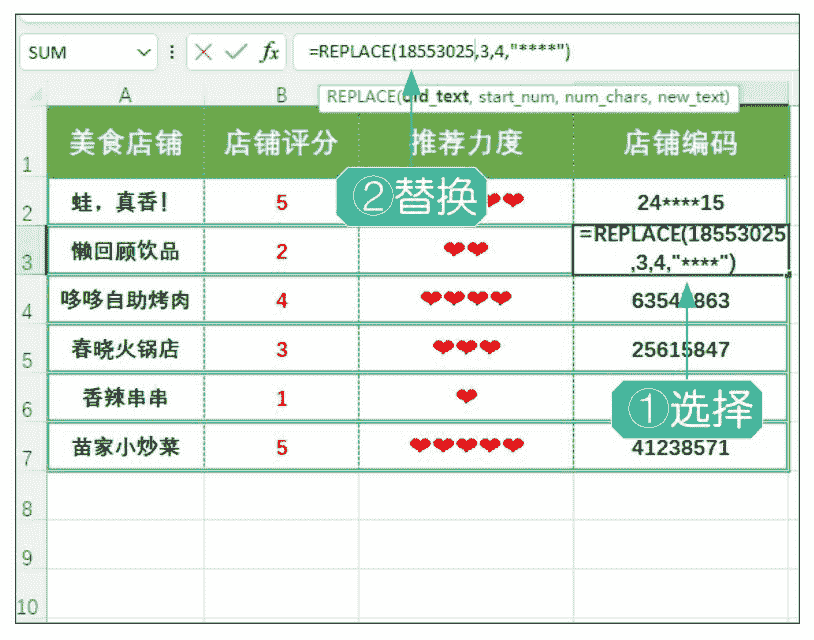 SUM fx =REPLACE(18553025,3,4,"****")
REPLACE(old_text, start_num, num_chars, new_text)
A B
1 美食店铺 店铺评分 推荐力度 店铺编码
②替换
2 蛙，真香！ 5 ❤❤ 24****15
3 懒回顾饮品 2 ❤❤ =REPLACE(18553025
,3,4,"****")
4 哆哆自助烤肉 4 ❤❤❤❤ 63541863
5 春晓火锅店 3 ❤❤❤ 25615847
6 香辣串串 1 ❤
①选择
7 苗家小炒菜 5 ❤❤❤❤❤ 41238571
8
9
10